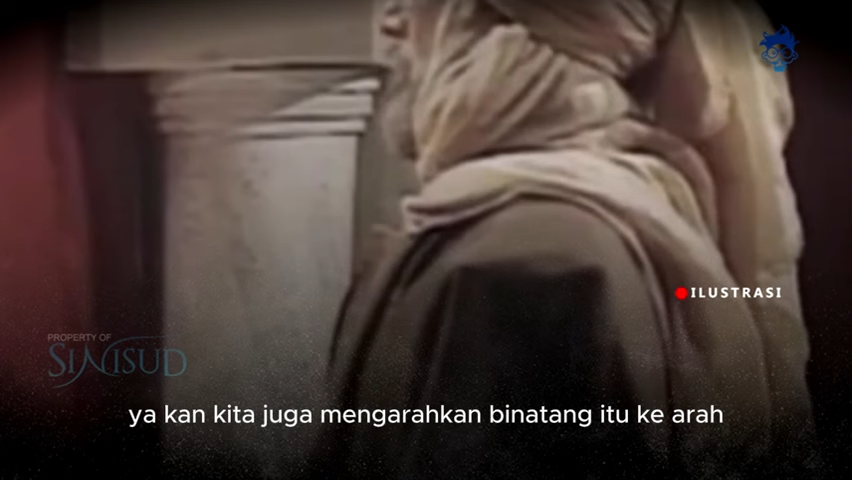 ILUSTRASI
PROPERTY OF
SINISUD
ya kan kita juga mengarahkan binatang itu ke arah